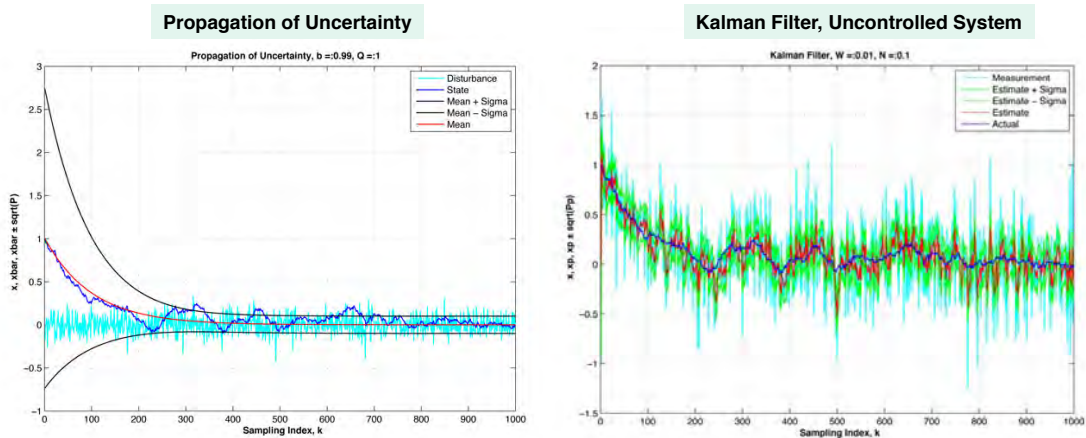 Propagation of Uncertainty
Propagation of Uncertainty, b =:0.99, Q =:1
x, xbar, xbar ± sqrt(P)
3
2.5
2
1.5
1
0.5
0
−0.5
−1
Disturbance
State
Mean + Sigma
Mean − Sigma
Mean
0 100 200 300 400 500 600 700 800 900 1000
Sampling Index, k
Kalman Filter, Uncontrolled System
Kalman Filter, W =:0.01, N =:0.1
x, xp, xp ± sqrt(Pp)
2
1.5
1
0.5
0
−0.5
−1
−1.5
Measurement
Estimate + Sigma
Estimate − Sigma
Estimate
Actual
0 100 200 300 400 500 600 700 800 900 1000
Sampling Index, k